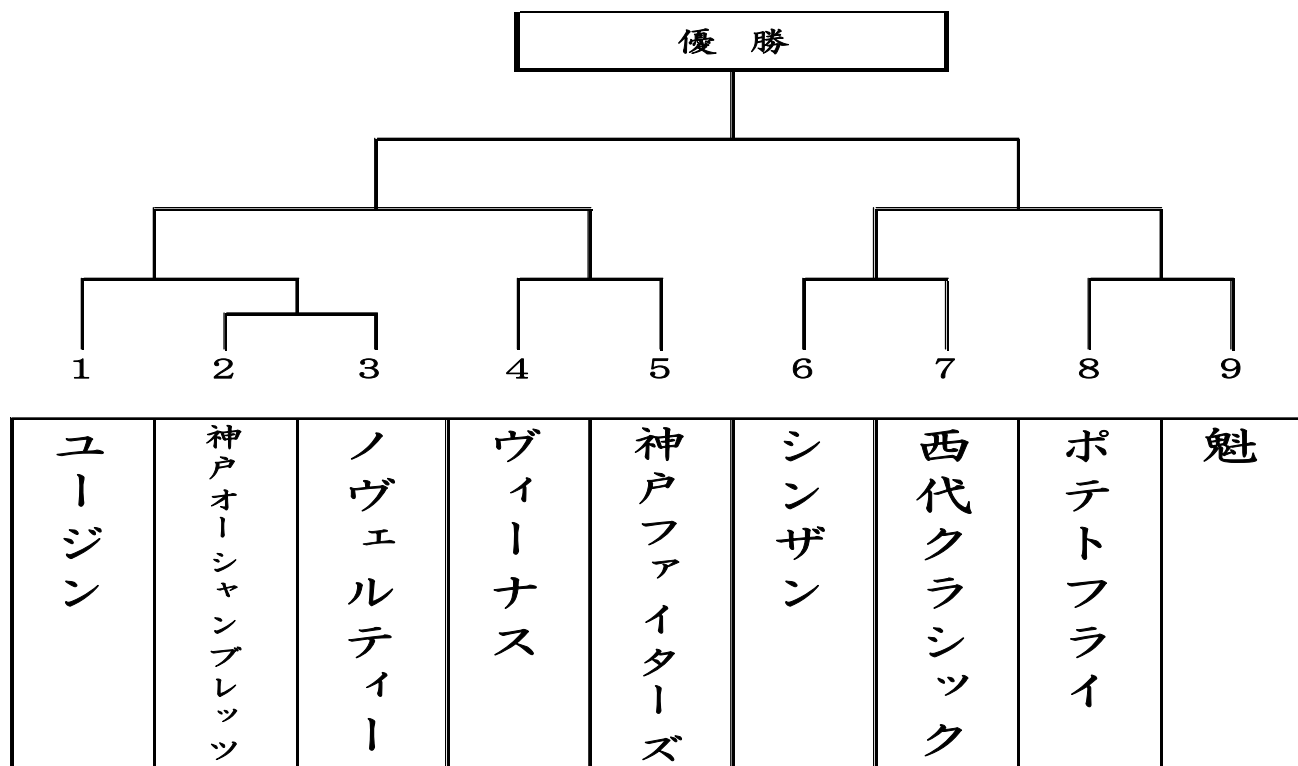 優 勝
1 2 3 4 5 6 7 8 9
ユージン
神戸オーシャンブレッツ
ノヴェルティー
ヴィーナス
神戸ファイターズ
シンザン
西代クラシック
ポテトフライ
魁